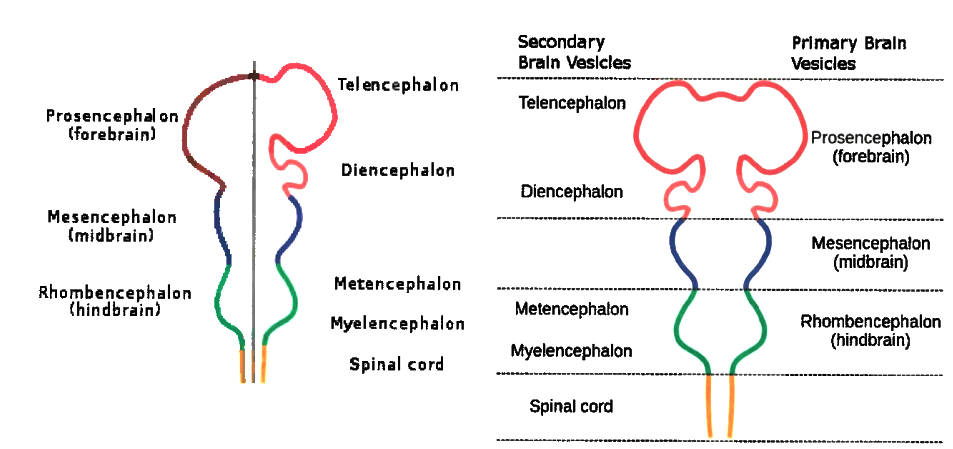 Prosencephalon
(forebrain)
Mesencephalon
(midbrain)
Rhombencephalon
(hindbrain)
Telencephalon
Diencephalon
Metencephalon
Myelencephalon
Spinal cord
Secondary
Brain Vesicles
Primary Brain
Vesicles
Telencephalon
Diencephalon
Metencephalon
Myelencephalon
Spinal cord
Prosencephalon
(forebrain)
Mesencephalon
(midbrain)
Rhombencephalon
(hindbrain)